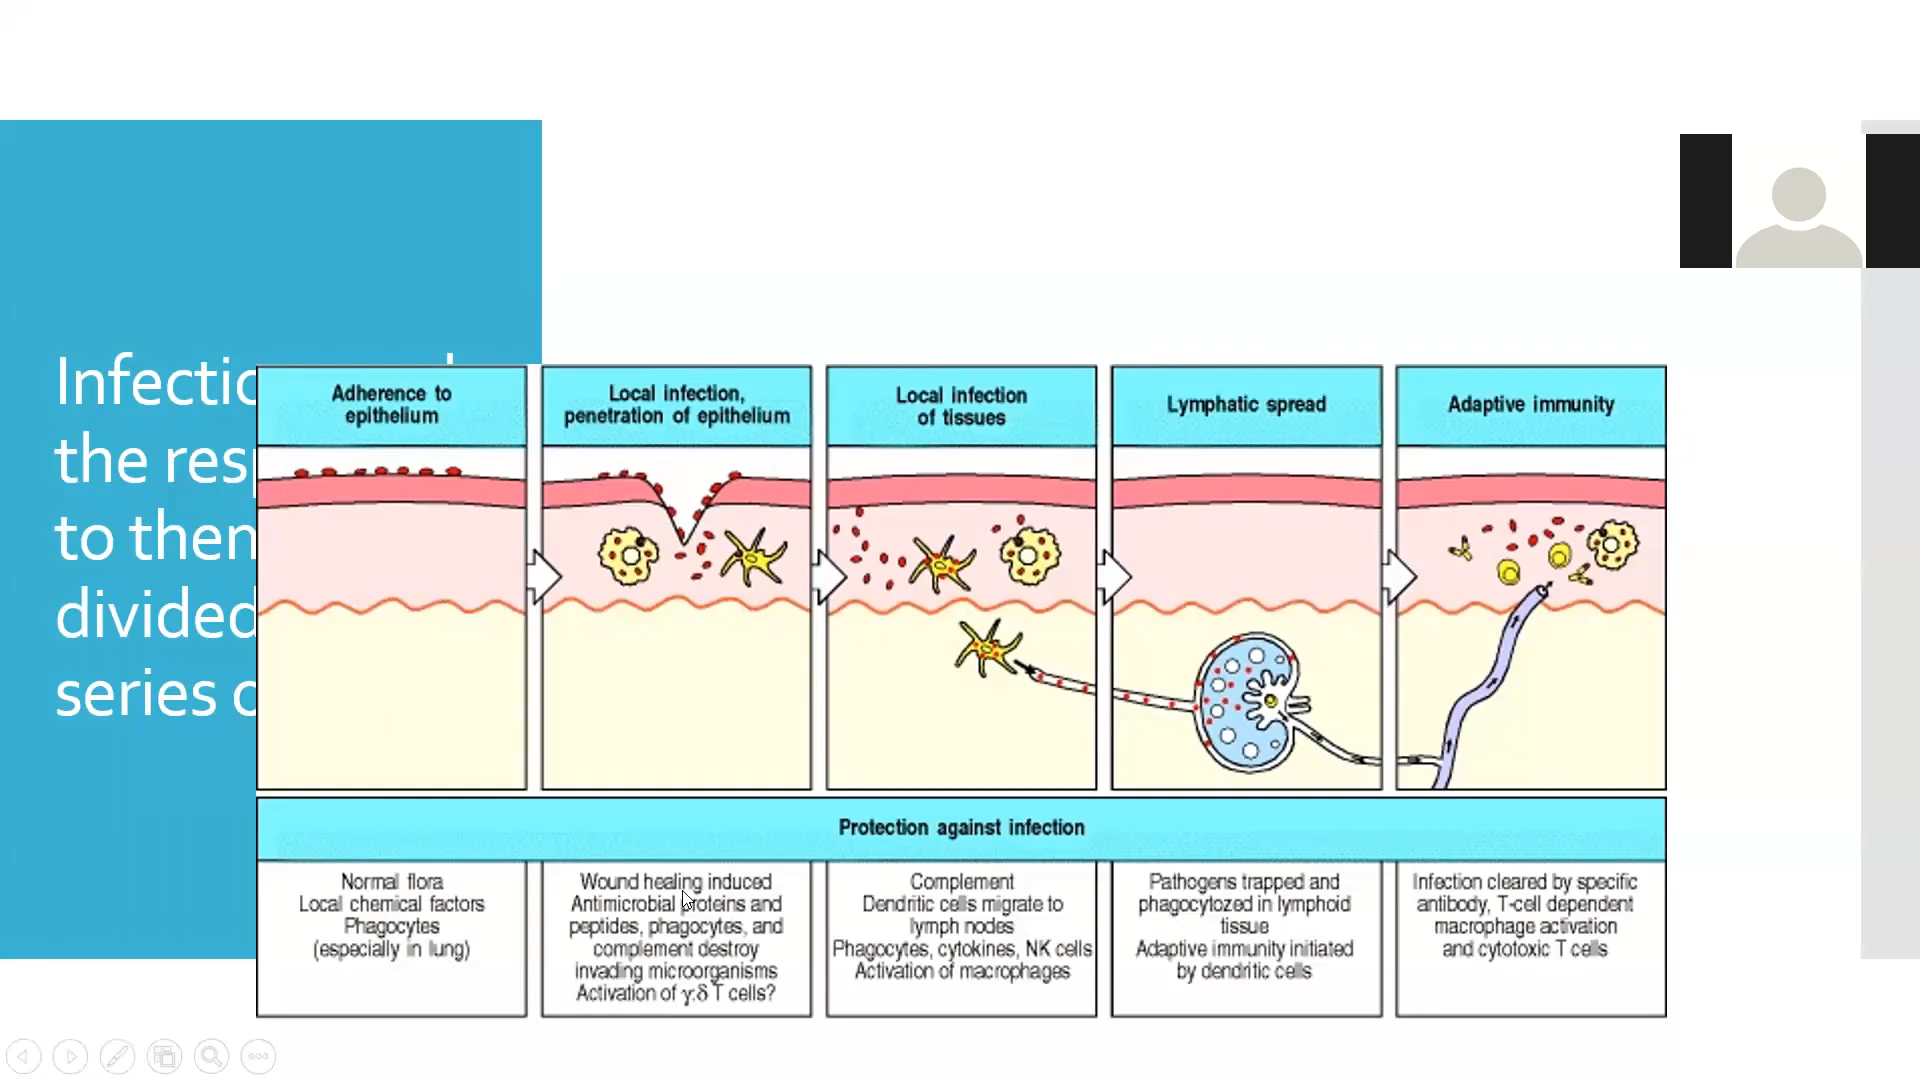 Infectio
the res
to then
divided
series o
Adherence to
epithelium
Local infection,
penetration of epithelium
Local infection
of tissues
Lymphatic spread
Adaptive immunity
Protection against infection
Normal flora
Local chemical factors
Phagocytes
(especially in lung)
Wound healing induced
Antimicrobial proteins and
peptides, phagocytes, and
complement destroy
invading microorganisms
Activation of γ:δ T cells?
Complement
Dendritic cells migrate to
lymph nodes
Phagocytes, cytokines, NK cells
Activation of macrophages
Pathogens trapped and
phagocytozed in lymphoid
tissue
Adaptive immunity initiated
by dendritic cells
Infection cleared by specific
antibody, T-cell dependent
macrophage activation
and cytotoxic T cells